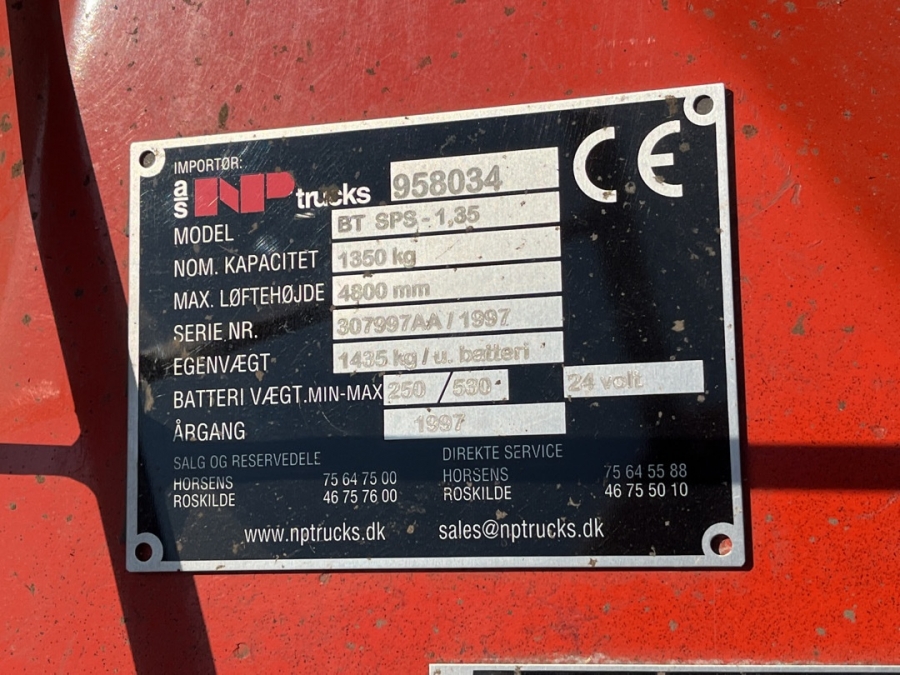 IMPORTØR:
a/s NP trucks 958034 CE
MODEL BT SPS - 1,35
NOM. KAPACITET 1350 kg
MAX. LØFTEHØJDE 4800 mm
SERIE NR. 307997AA / 1997
EGENVÆGT 1435 kg / u. batteri
BATTERI VÆGT.MIN-MAX 250 / 530 24 volt
ÅRGANG 1997
SALG OG RESERVEDELE DIREKTE SERVICE
HORSENS 75 64 75 00 HORSENS 75 64 55 88
ROSKILDE 46 75 76 00 ROSKILDE 46 75 50 10
www.nptrucks.dk sales@nptrucks.dk